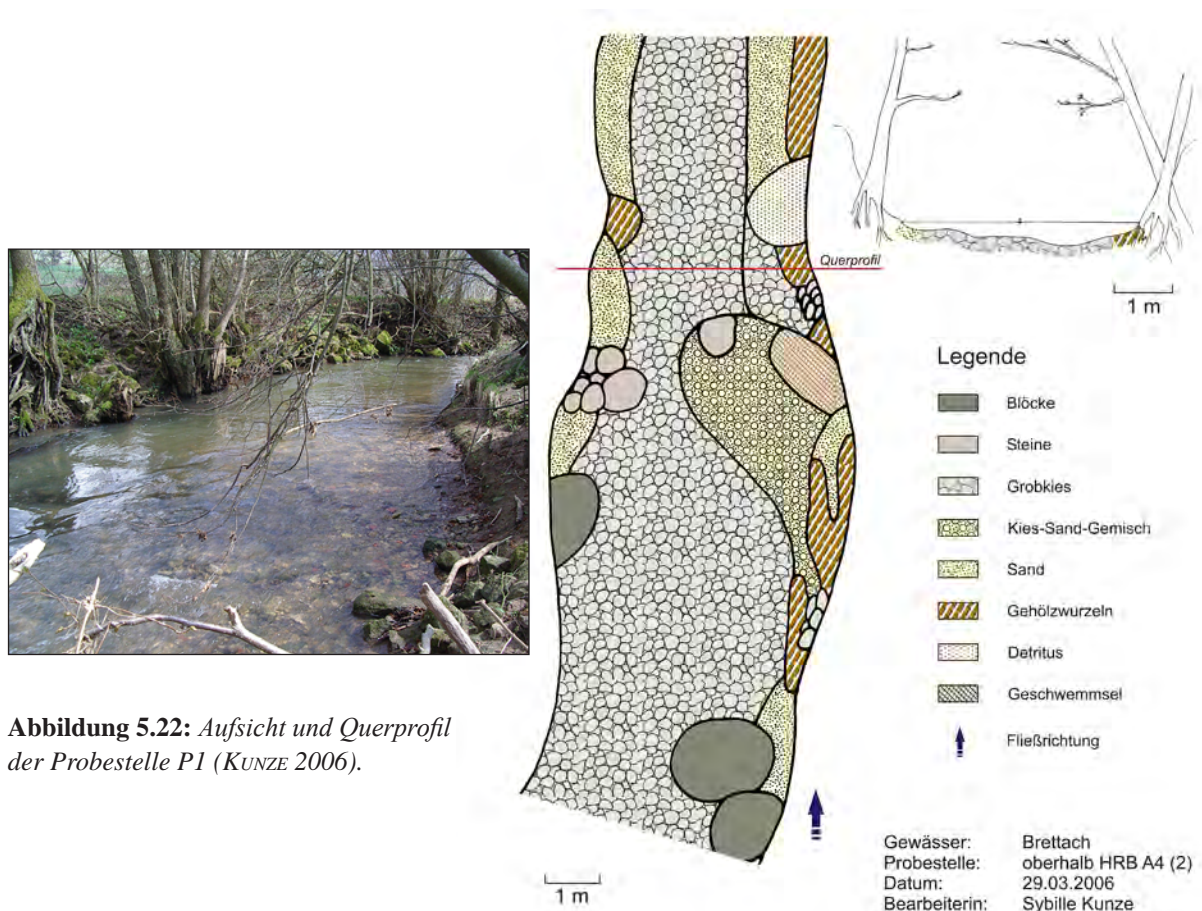 Querprofil
1 m
Legende
Blöcke
Steine
Grobkies
Kies-Sand-Gemisch
Sand
Gehölzwurzeln
Detritus
Geschwemmsel
Fließrichtung
Abbildung 5.22: Aufsicht und Querprofil
der Probestelle P1 (KUNZE 2006).
1 m
Gewässer: Brettach
Probestelle: oberhalb HRB A4 (2)
Datum: 29.03.2006
Bearbeiterin: Sybille Kunze